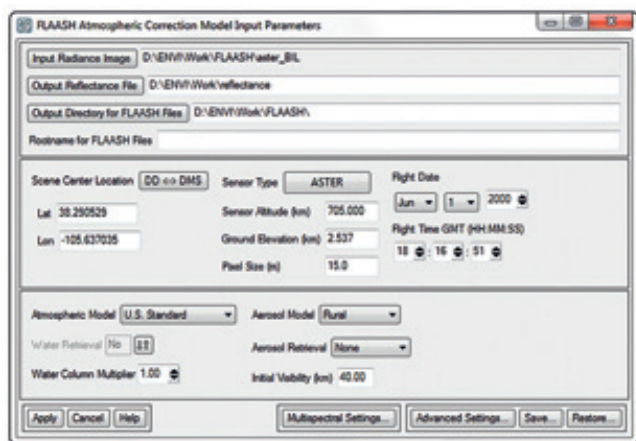 FLAASH Atmospheric Correction Model Input Parameters
Input Radiance Image D:\ENVI\Work\FLAASH\aster_BIL
Output Reflectance File D:\ENVI\Work\reflectance
Output Directory for FLAASH Files D:\ENVI\Work\FLAASH\
Rootname for FLAASH Files
Scene Center Location DD <-> DMS Sensor Type ASTER Flight Date
Lat 38.290529 Sensor Altitude (km) 705.000 Jun 1 2000
Lon -105.637035 Ground Elevation (km) 2.537 Flight Time GMT (HH:MM:SS)
Pixel Size (m) 15.0 18 : 16 : 51
Atmospheric Model U.S. Standard Aerosol Model Rural
Water Retrieval No Aerosol Retrieval None
Water Column Multiplier 1.00 Initial Visibility (km) 40.00
Apply Cancel Help Multispectral Settings... Advanced Settings... Save... Restore...